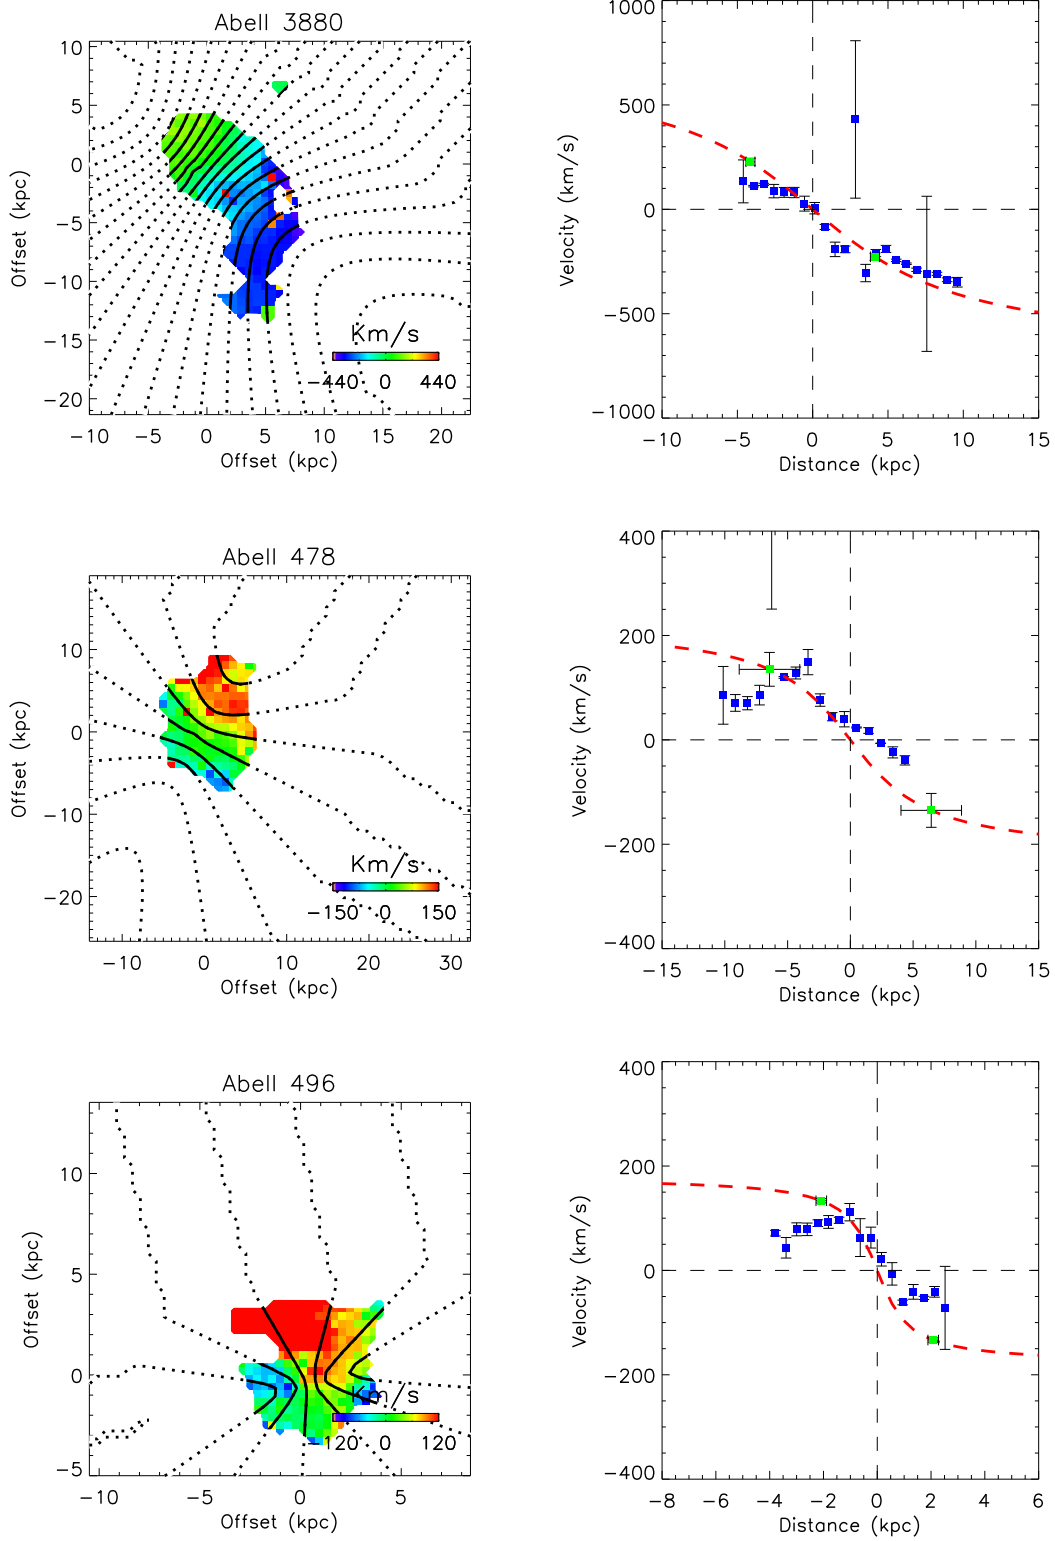 Abell 3880
10
5
0
−5
−10
−15
−20
Offset (kpc)
Km/s
−440 0 440
−10 −5 0 5 10 15 20
Offset (kpc)
1000
500
0
−500
−1000
Velocity (km/s)
−10 −5 0 5 10 15
Distance (kpc)
Abell 478
10
0
−10
−20
Offset (kpc)
Km/s
−150 0 150
−10 0 10 20 30
Offset (kpc)
400
200
0
−200
−400
Velocity (km/s)
−15 −10 −5 0 5 10 15
Distance (kpc)
Abell 496
10
5
0
−5
Offset (kpc)
Km/s
−120 0 120
−10 −5 0 5
Offset (kpc)
400
200
0
−200
−400
Velocity (km/s)
−8 −6 −4 −2 0 2 4 6
Distance (kpc)